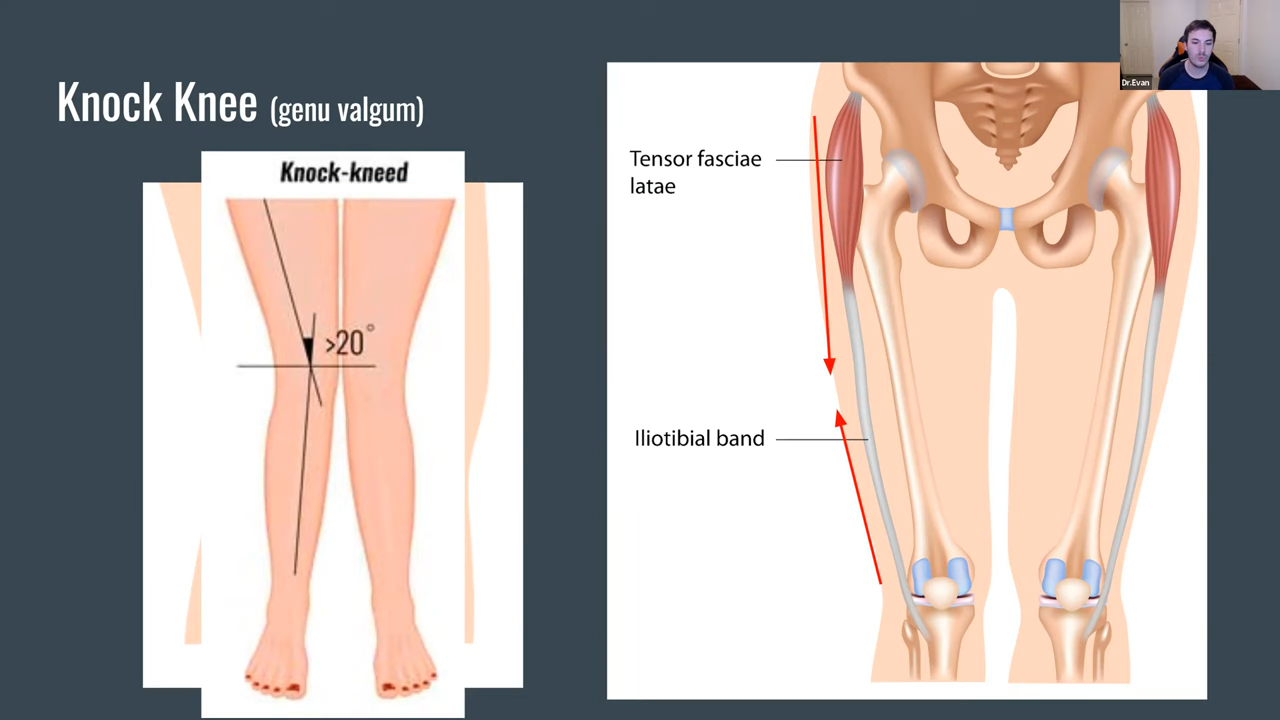 Knock Knee (genu valgum)
Knock-kneed
>20°
Tensor fasciae
latae
Iliotibial band
Dr.Evan